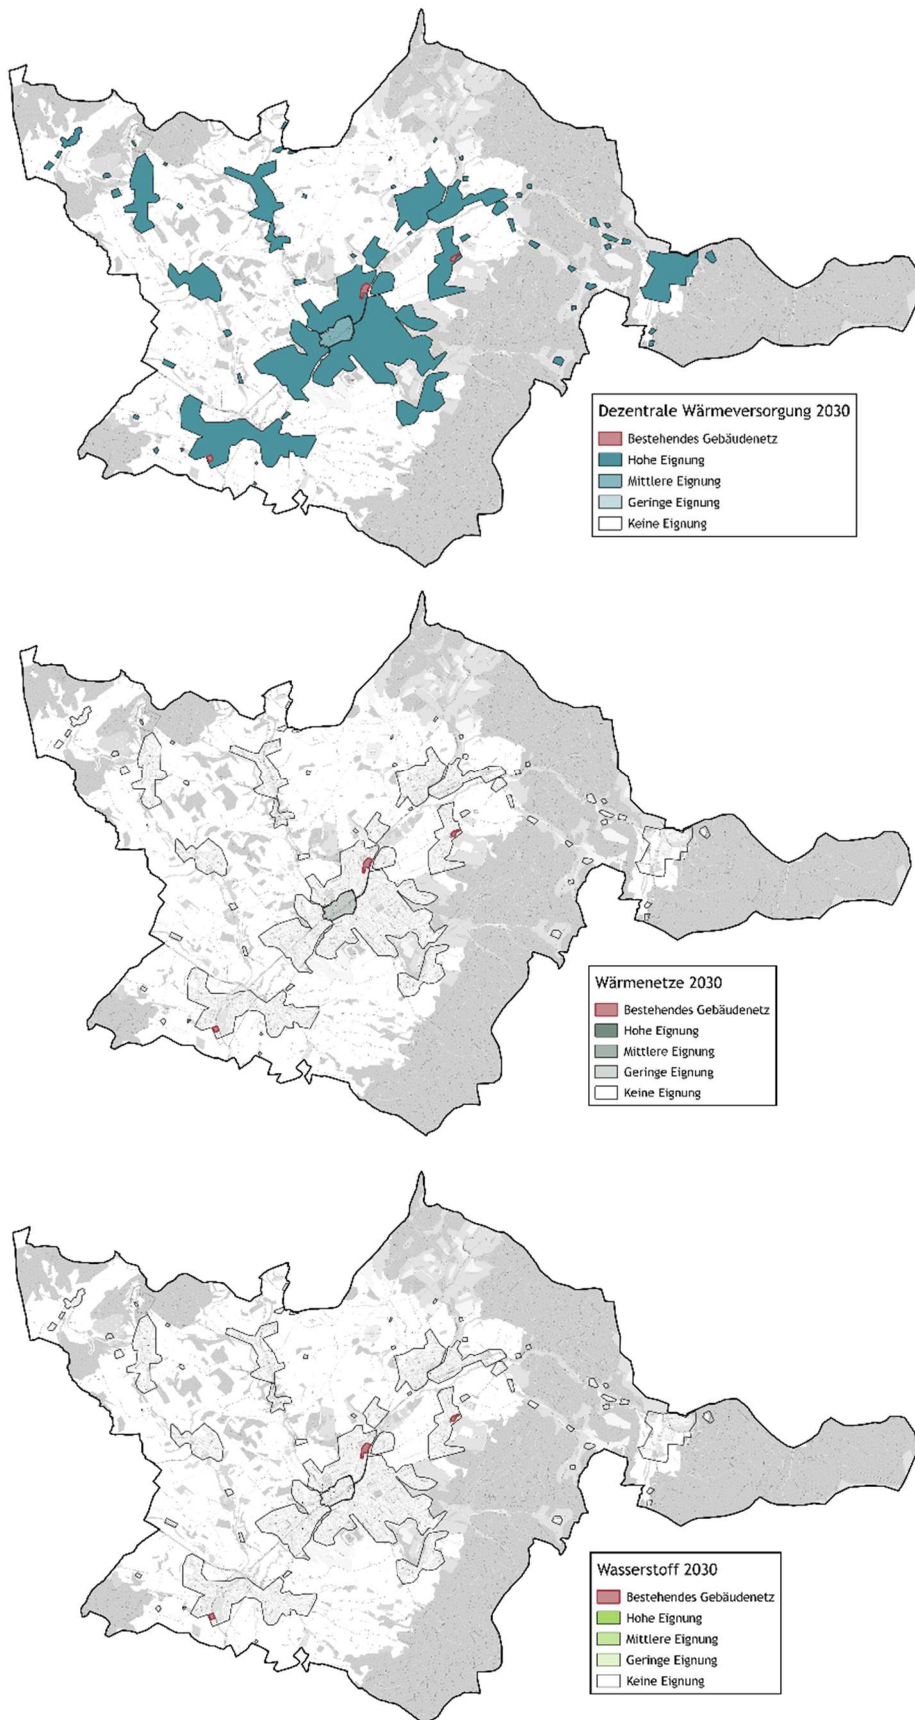 Dezentrale Wärmeversorgung 2030
Bestehendes Gebäudenetz
Hohe Eignung
Mittlere Eignung
Geringe Eignung
Keine Eignung
Wärmenetze 2030
Bestehendes Gebäudenetz
Hohe Eignung
Mittlere Eignung
Geringe Eignung
Keine Eignung
Wasserstoff 2030
Bestehendes Gebäudenetz
Hohe Eignung
Mittlere Eignung
Geringe Eignung
Keine Eignung